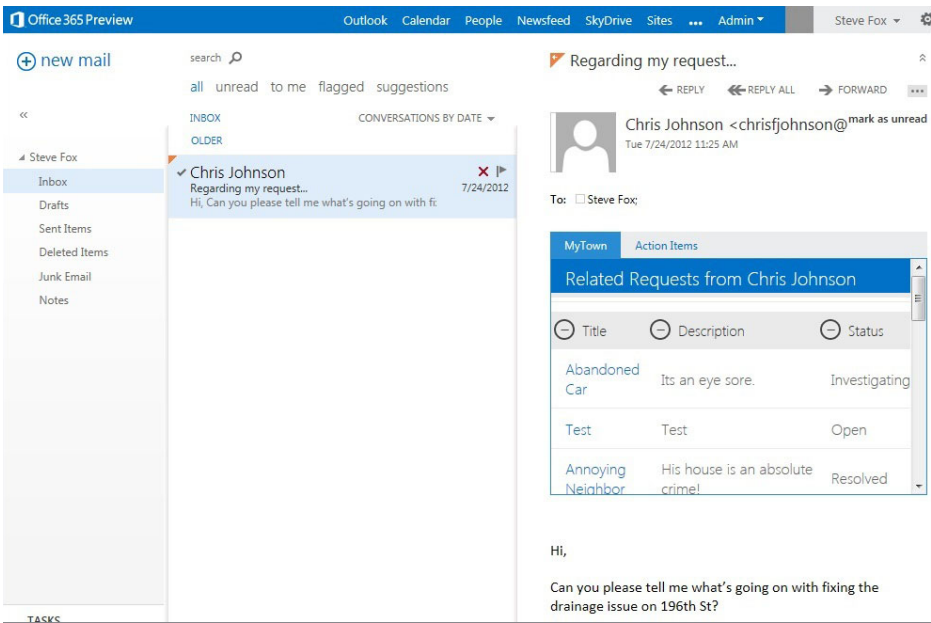 Office 365 Preview
Outlook Calendar People Newsfeed SkyDrive Sites ... Admin Steve Fox
new mail
«
Steve Fox
Inbox
Drafts
Sent Items
Deleted Items
Junk Email
Notes
TASKS
search
all unread to me flagged suggestions
INBOX CONVERSATIONS BY DATE
OLDER
Chris Johnson
Regarding my request... 7/24/2012
Hi, Can you please tell me what's going on with
Regarding my request...
REPLY REPLY ALL FORWARD ...
Chris Johnson <chrisfjohnson@ mark as unread
Tue 7/24/2012 11:25 AM
To: Steve Fox;
MyTown Action Items
Related Requests from Chris Johnson
Title Description Status
Abandoned
Car
Its an eye sore. Investigating
Test Test Open
Annoying
Neighbor
His house is an absolute
crime!
Resolved
Hi,
Can you please tell me what's going on with fixing the
drainage issue on 196th St?